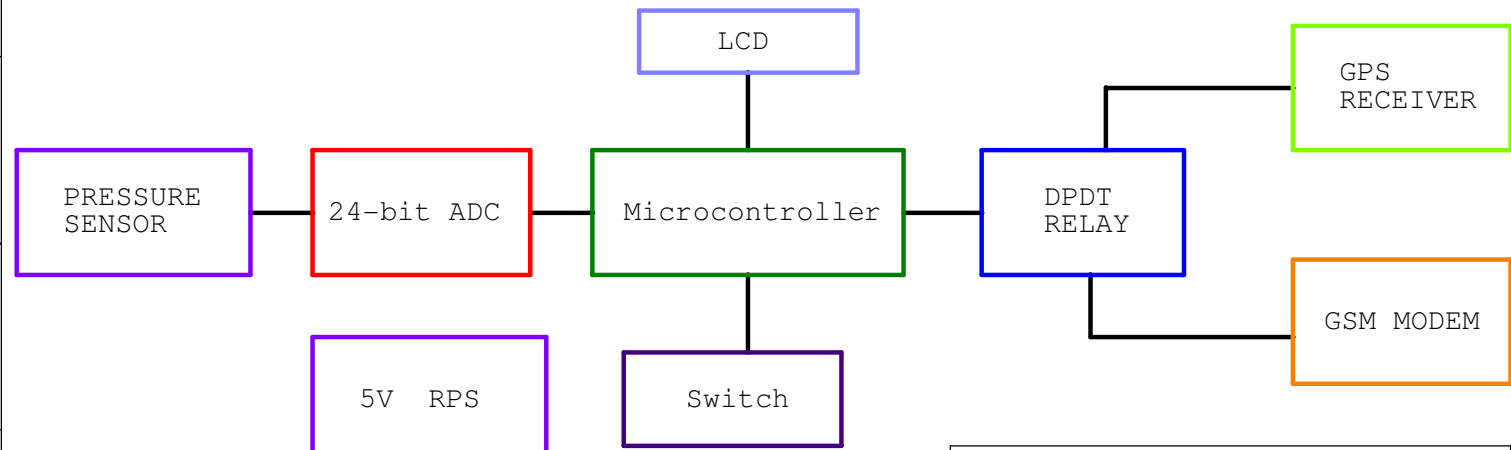 LCD
GPS
RECEIVER
PRESSURE
SENSOR
24-bit ADC
Microcontroller
DPDT
RELAY
GSM MODEM
5V RPS
Switch